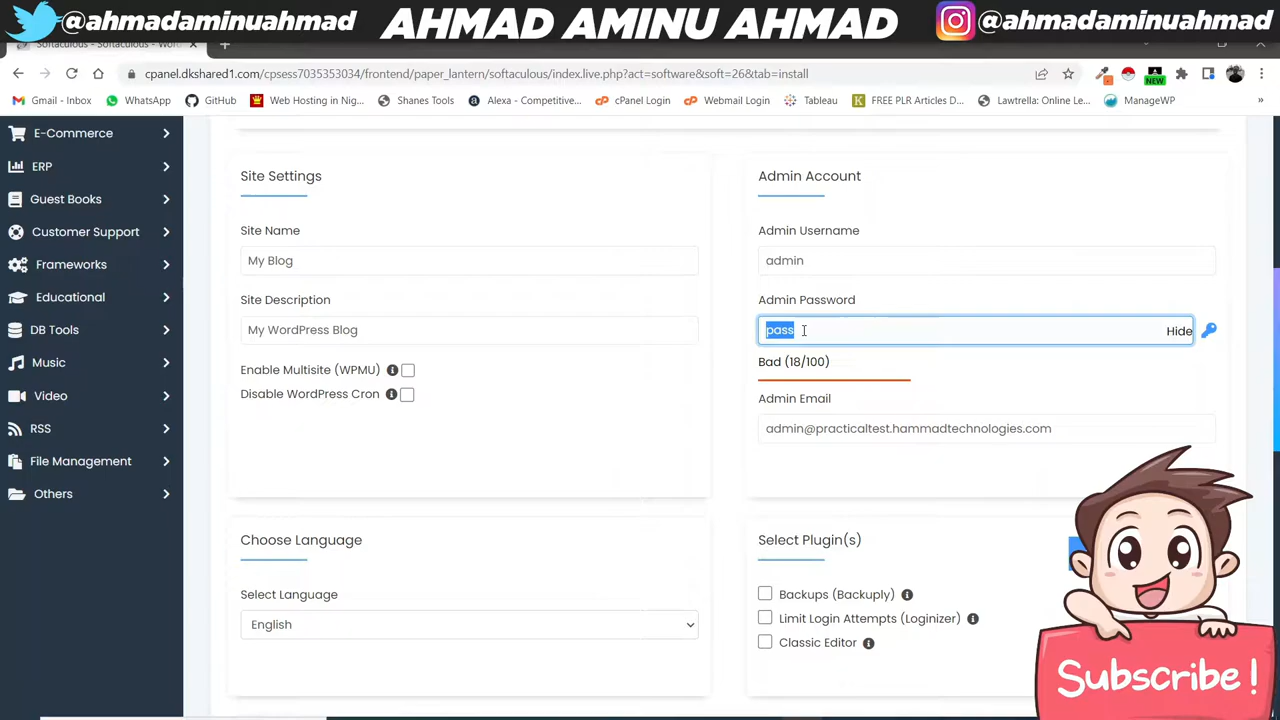 @ahmadaminuahmad AHMAD AMINU AHMAD @ahmadaminuahmad
Softaculous - Softaculous - Wor
cpanel.dkshared1.com/cpsess7035353034/frontend/paper_lantern/softaculous/index.live.php?act=software&soft=26&tab=install
NEW
Gmail - Inbox WhatsApp GitHub Web Hosting in Nig... Shanes Tools Alexa - Competitive... cPanel Login Webmail Login Tableau FREE PLR Articles D... Lawtrella: Online Le... ManageWP »
E-Commerce
ERP
Guest Books
Customer Support
Frameworks
Educational
DB Tools
Music
Video
RSS
File Management
Others
Site Settings
Site Name
My Blog
Site Description
My WordPress Blog
Enable Multisite (WPMU)
Disable WordPress Cron
Admin Account
Admin Username
admin
Admin Password
pass Hide
Bad (18/100)
Admin Email
admin@practicaltest.hammadtechnologies.com
Choose Language
Select Language
English
Select Plugin(s)
Backups (Backuply)
Limit Login Attempts (Loginizer)
Classic Editor
Subscribe !